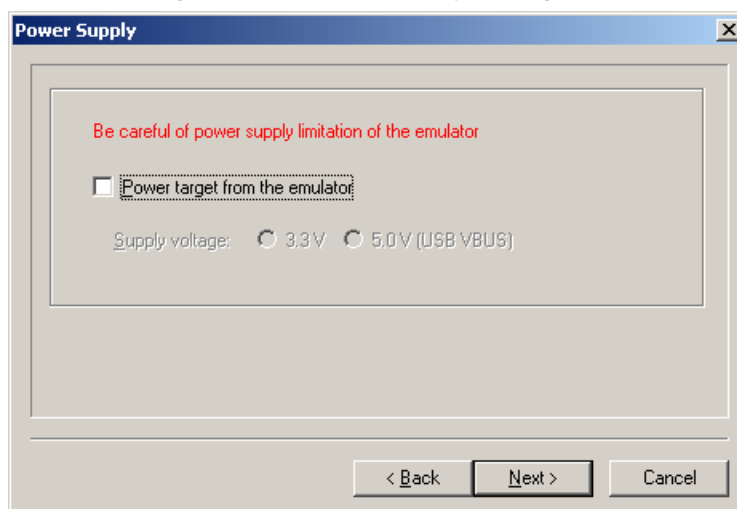 Power Supply
Be careful of power supply limitation of the emulator
Power target from the emulator
Supply voltage: 3.3 V 5.0 V (USB VBUS)
< Back Next > Cancel